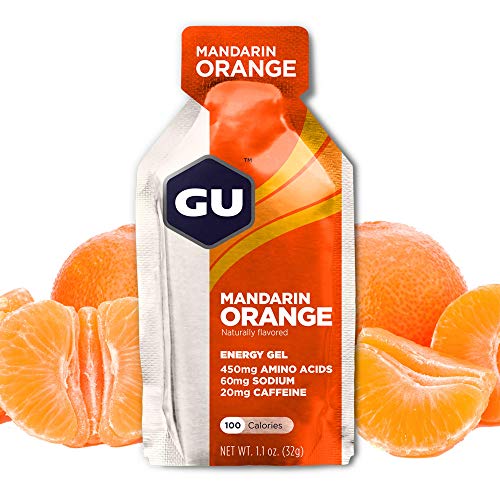 MANDARIN
ORANGE
™
GU
MANDARIN
ORANGE
Naturally flavored
ENERGY GEL
450mg AMINO ACIDS
60mg SODIUM
20mg CAFFEINE
100 Calories
NET WT. 1.1 oz. (32g)